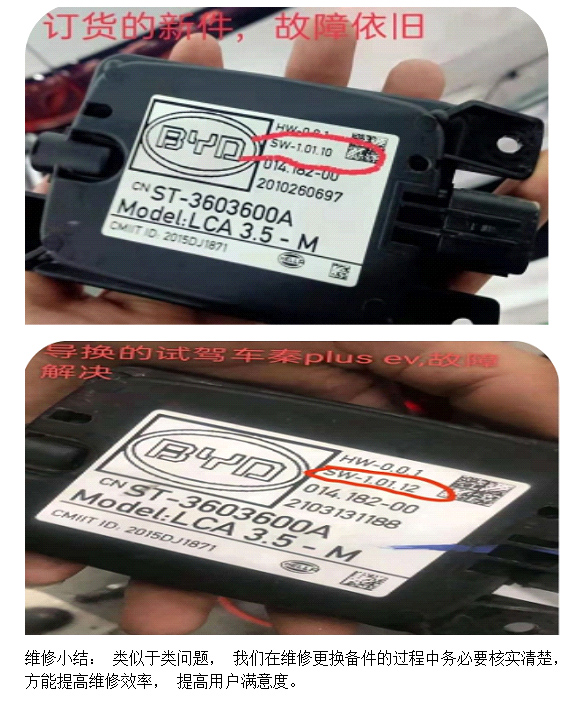 订货的新件，故障依旧
BYD
HW-0.0.1
SW-1.01.10
014.182-00
2010260697
CN ST-3603600A
Model:LCA 3.5 - M
CMIIT ID: 2015DJ1871
HELLA
导换的试驾车秦plus ev,故障
解决
BYD
HW-0.0.1
SW-1.01.12
014.182-00
2103131188
CN ST-3603600A
Model:LCA 3.5 - M
CMIIT ID: 2015DJ1871
HELLA
维修小结： 类似于类问题， 我们在维修更换备件的过程中务必要核实清楚，
方能提高维修效率， 提高用户满意度。